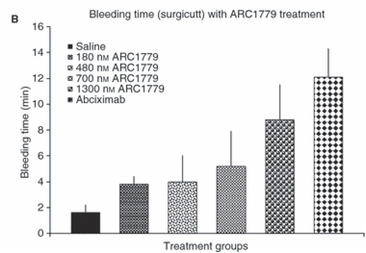 B
Bleeding time (surgicutt) with ARC1779 treatment
Bleeding time (min)
16
14
12
10
8
6
4
2
0
Saline
180 nM ARC1779
480 nM ARC1779
700 nM ARC1779
1300 nM ARC1779
Abciximab
Treatment groups